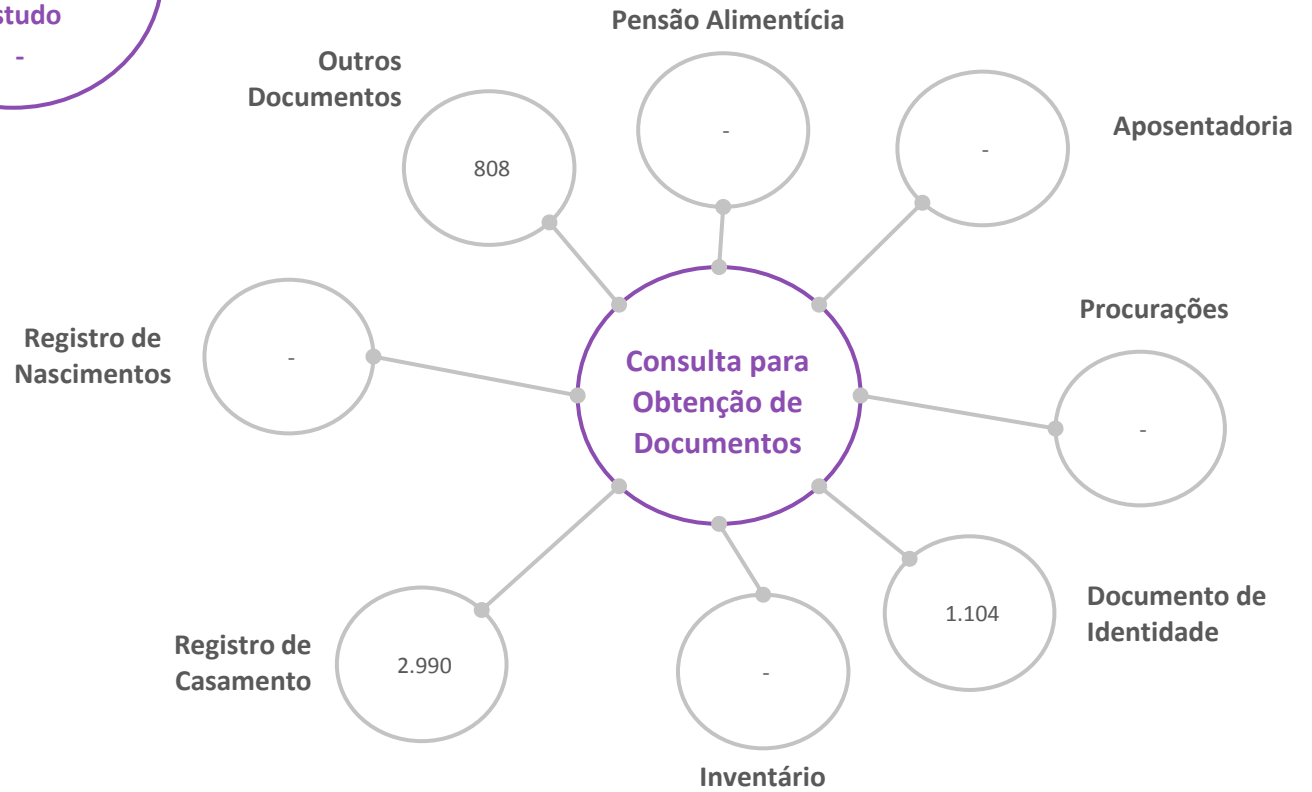 -
Pensão Alimentícia
-
Outros
Documentos
808
Aposentadoria
-
Registro de
Nascimentos
-
Consulta para
Obtenção de
Documentos
Procurações
-
Registro de
Casamento
2.990
Inventário
-
Documento de
Identidade
1.104